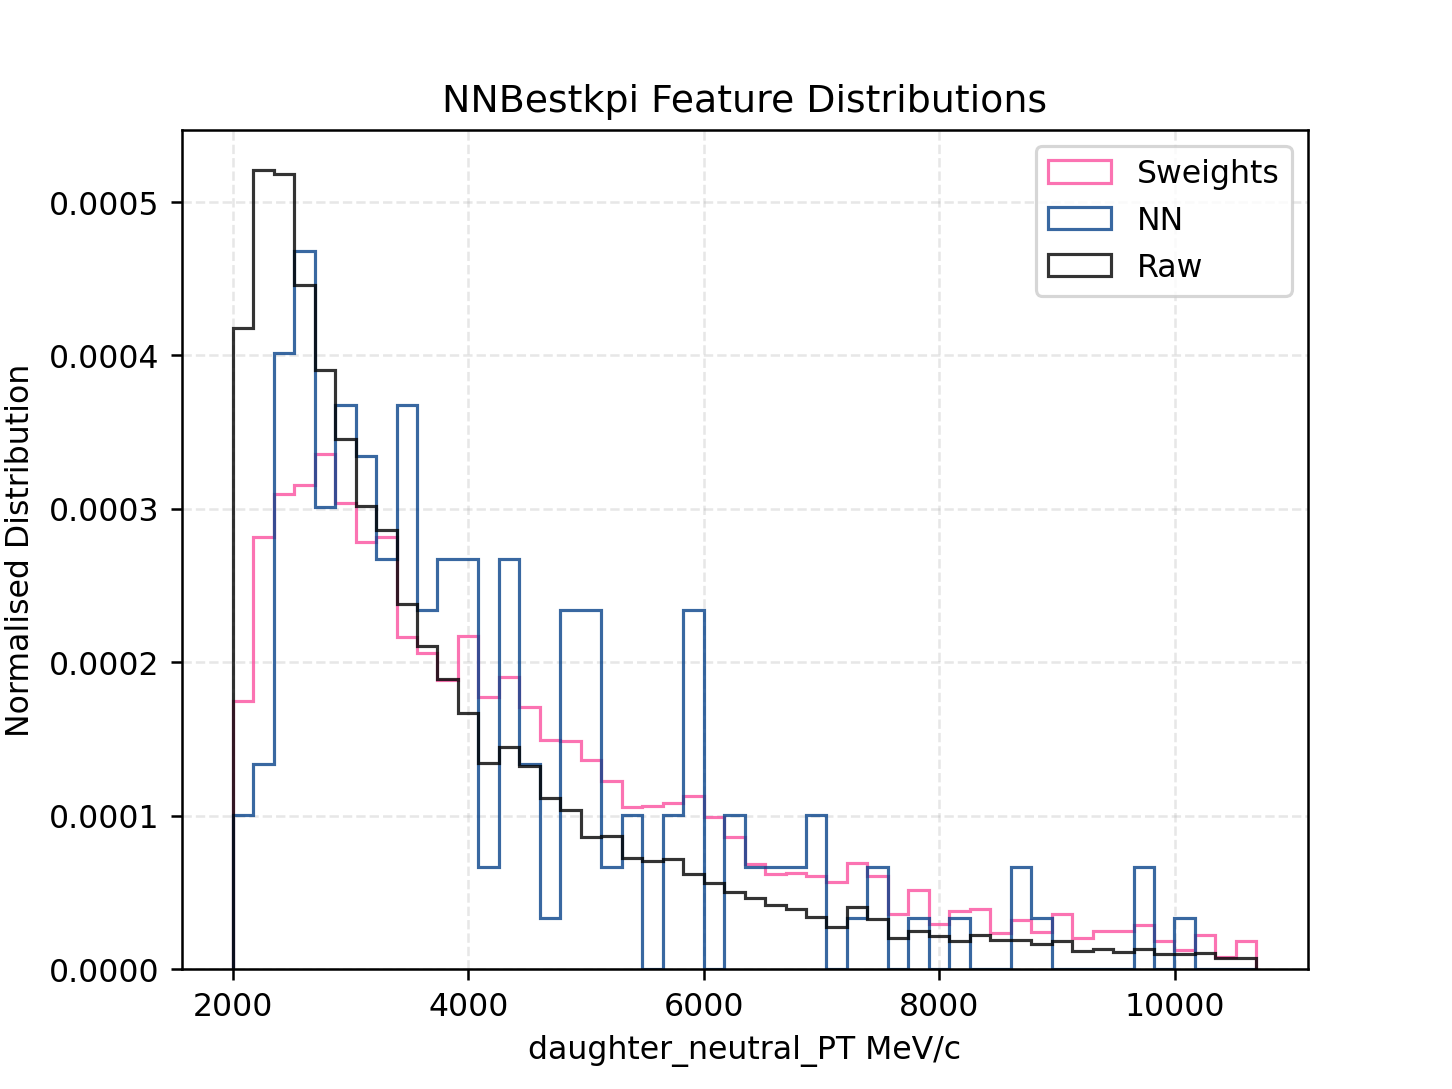 NNBestkpi Feature Distributions
Sweights
NN
Raw
Normalised Distribution
0.0005
0.0004
0.0003
0.0002
0.0001
0.0000
2000 4000 6000 8000 10000
daughter_neutral_PT MeV/c